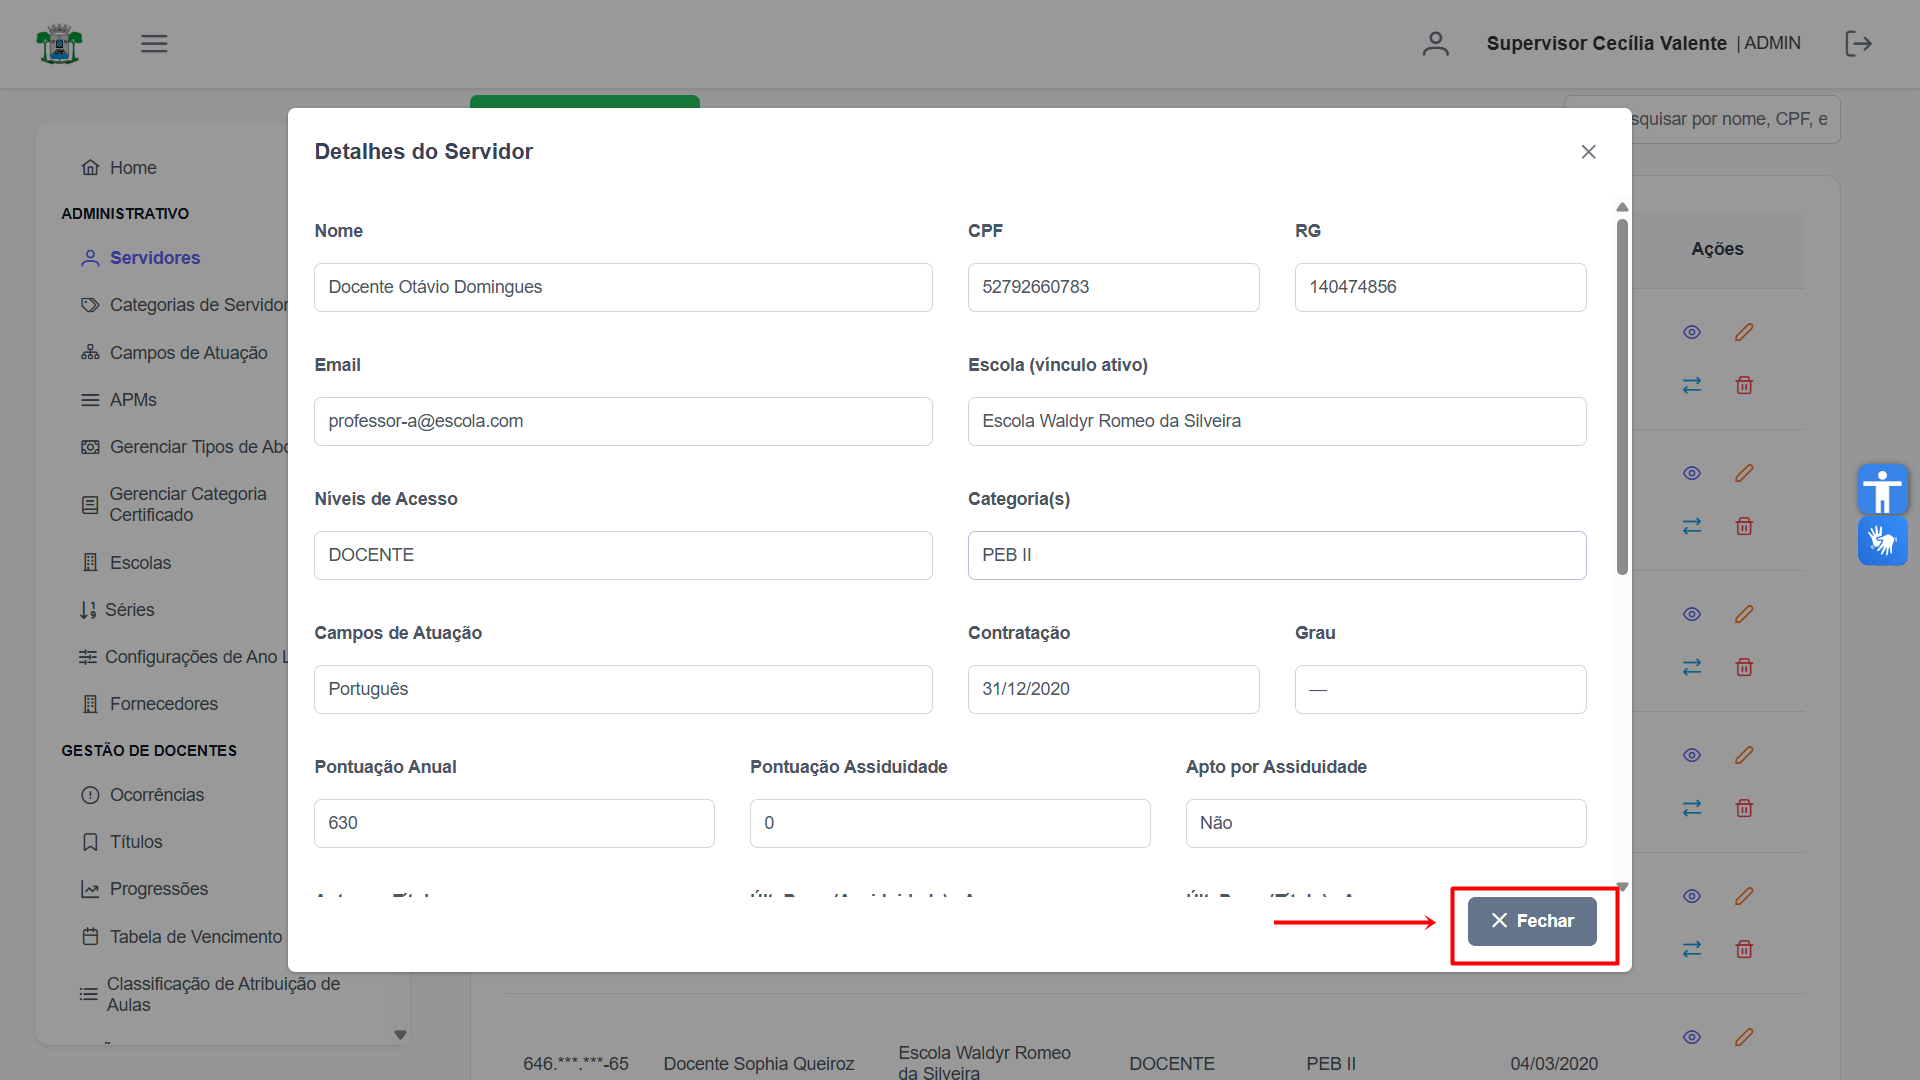 Supervisor Cecília Valente | ADMIN
squisar por nome, CPF, e
Home
ADMINISTRATIVO
Servidores
Categorias de Servidor
Campos de Atuação
APMs
Gerenciar Tipos de Abo
Gerenciar Categoria
Certificado
Escolas
Séries
Configurações de Ano L
Fornecedores
GESTÃO DE DOCENTES
Ocorrências
Títulos
Progressões
Tabela de Vencimento
Classificação de Atribuição de
Aulas
Detalhes do Servidor
Nome
CPF
RG
Docente Otávio Domingues
52792660783
140474856
Email
Escola (vínculo ativo)
professor-a@escola.com
Escola Waldyr Romeo da Silveira
Níveis de Acesso
Categoria(s)
DOCENTE
PEB II
Campos de Atuação
Contratação
Grau
Português
31/12/2020
—
Pontuação Anual
Pontuação Assiduidade
Apto por Assiduidade
630
0
Não
Fechar
Ações
646.***.***-65
Docente Sophia Queiroz
Escola Waldyr Romeo
da Silveira
DOCENTE
PEB II
04/03/2020